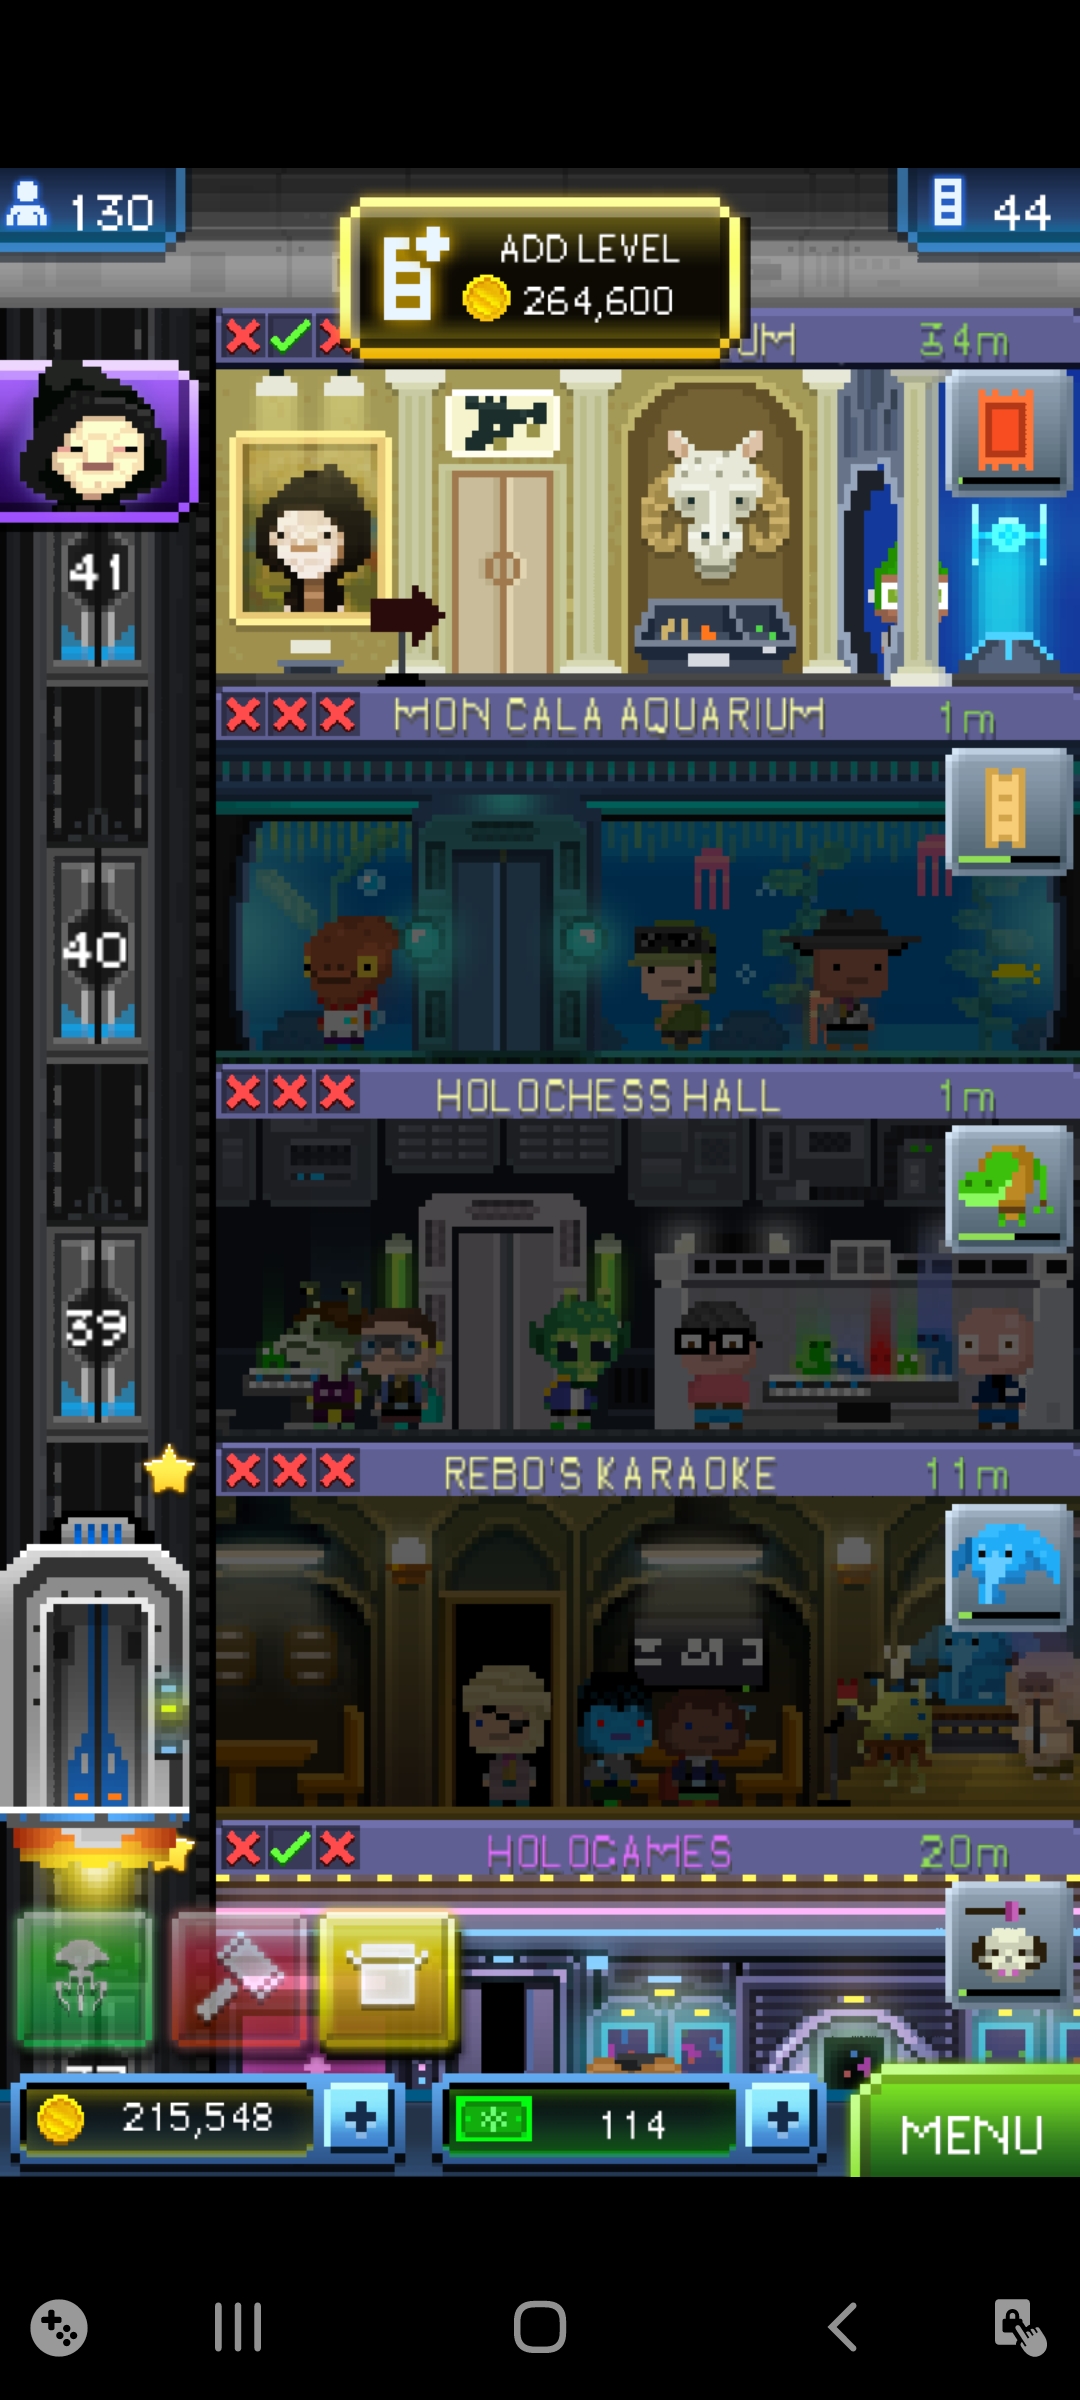 130
44
ADD LEVEL
264,600
UM
34m
41
MON CALA AQUARIUM
1m
40
HOLOCHESS HALL
1m
39
REBO'S KARAOKE
11m
HOLOGAMES
20m
215,548
114
MENU